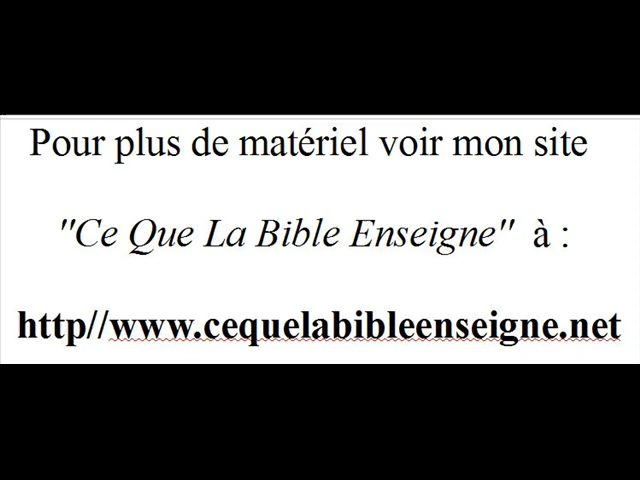 Pour plus de matériel voir mon site
"Ce Que La Bible Enseigne" à :
http//www.cequelabibleenseigne.net